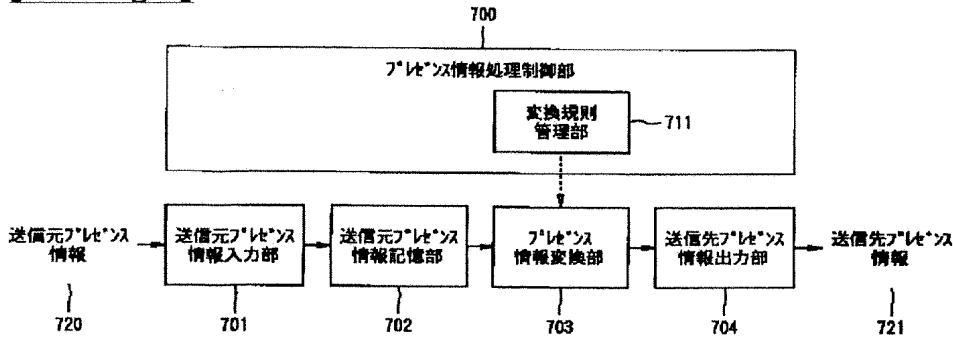 700
プレゼンス情報処理制御部
変換規則
管理部
711
送信元プレゼンス
情報
送信元プレゼンス
情報入力部
送信元プレゼンス
情報記憶部
プレゼンス
情報変換部
送信先プレゼンス
情報出力部
送信先プレゼンス
情報
720
701
702
703
704
721